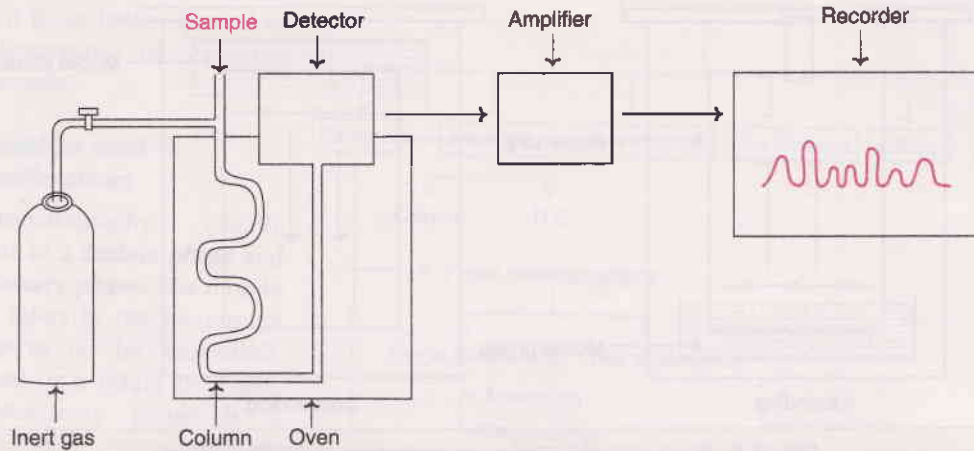 Sample
Detector
Amplifier
Recorder
Inert gas
Column
Oven